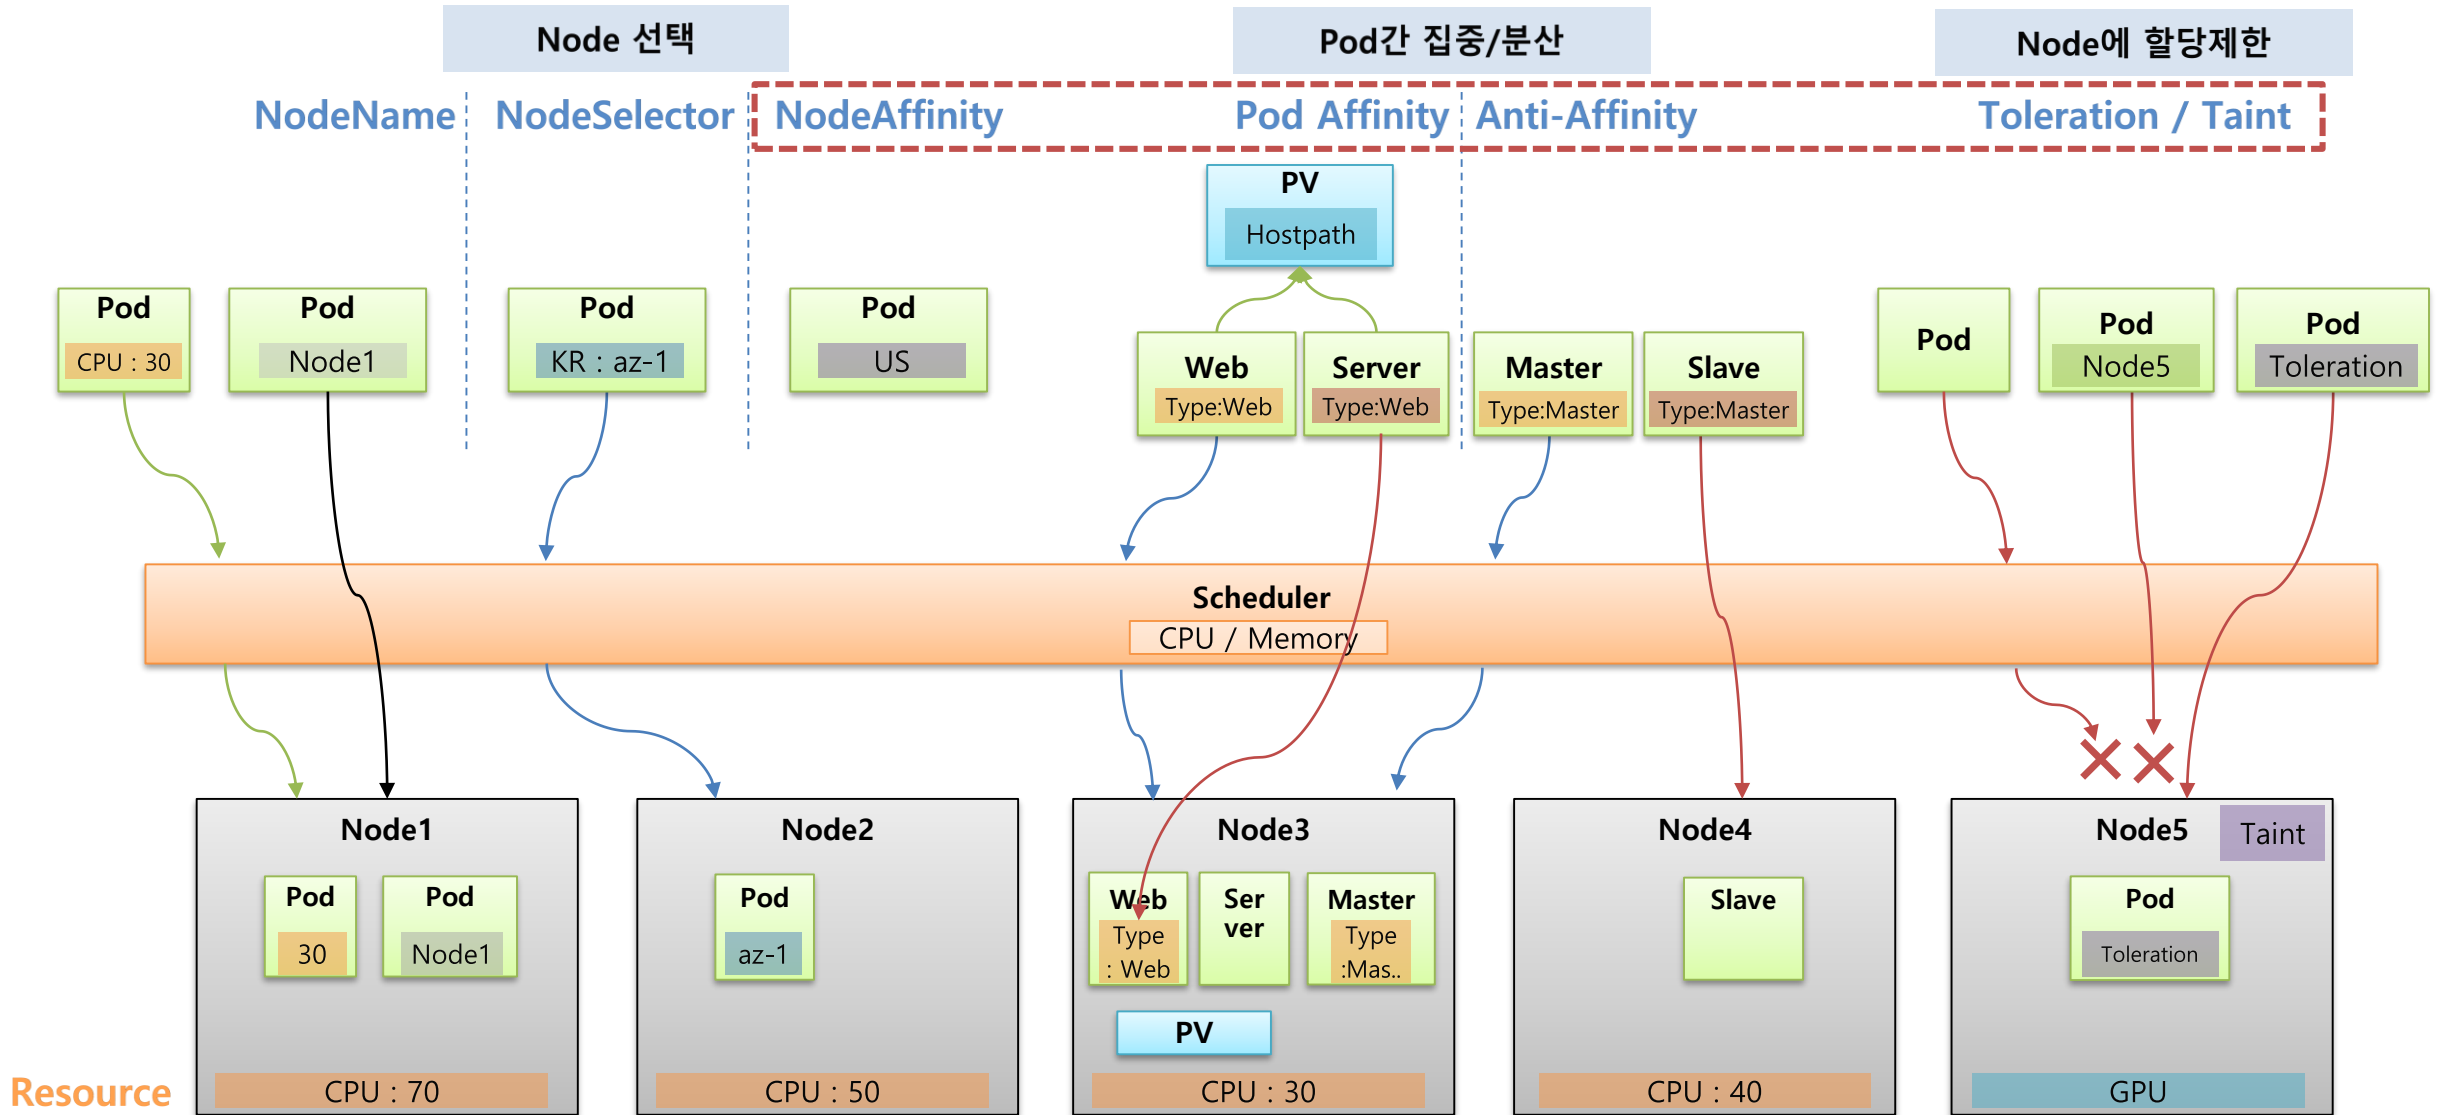 Node 선택
Pod간 집중/분산
Node에 할당제한
NodeName
NodeSelector
NodeAffinity
Pod Affinity
Anti-Affinity
Toleration / Taint
PV
Hostpath
Pod
CPU : 30
Pod
Node1
Pod
KR : az-1
Pod
US
Web
Type:Web
Server
Type:Web
Master
Type:Master
Slave
Type:Master
Pod
Pod
Node5
Pod
Toleration
Scheduler
CPU / Memory
Node1
Pod
30
Pod
Node1
CPU : 70
Node2
Pod
az-1
CPU : 50
Node3
Web
Type
: Web
Ser
ver
Master
Type
:Mas..
PV
CPU : 30
Node4
Slave
CPU : 40
Node5
Taint
Pod
Toleration
GPU
Resource